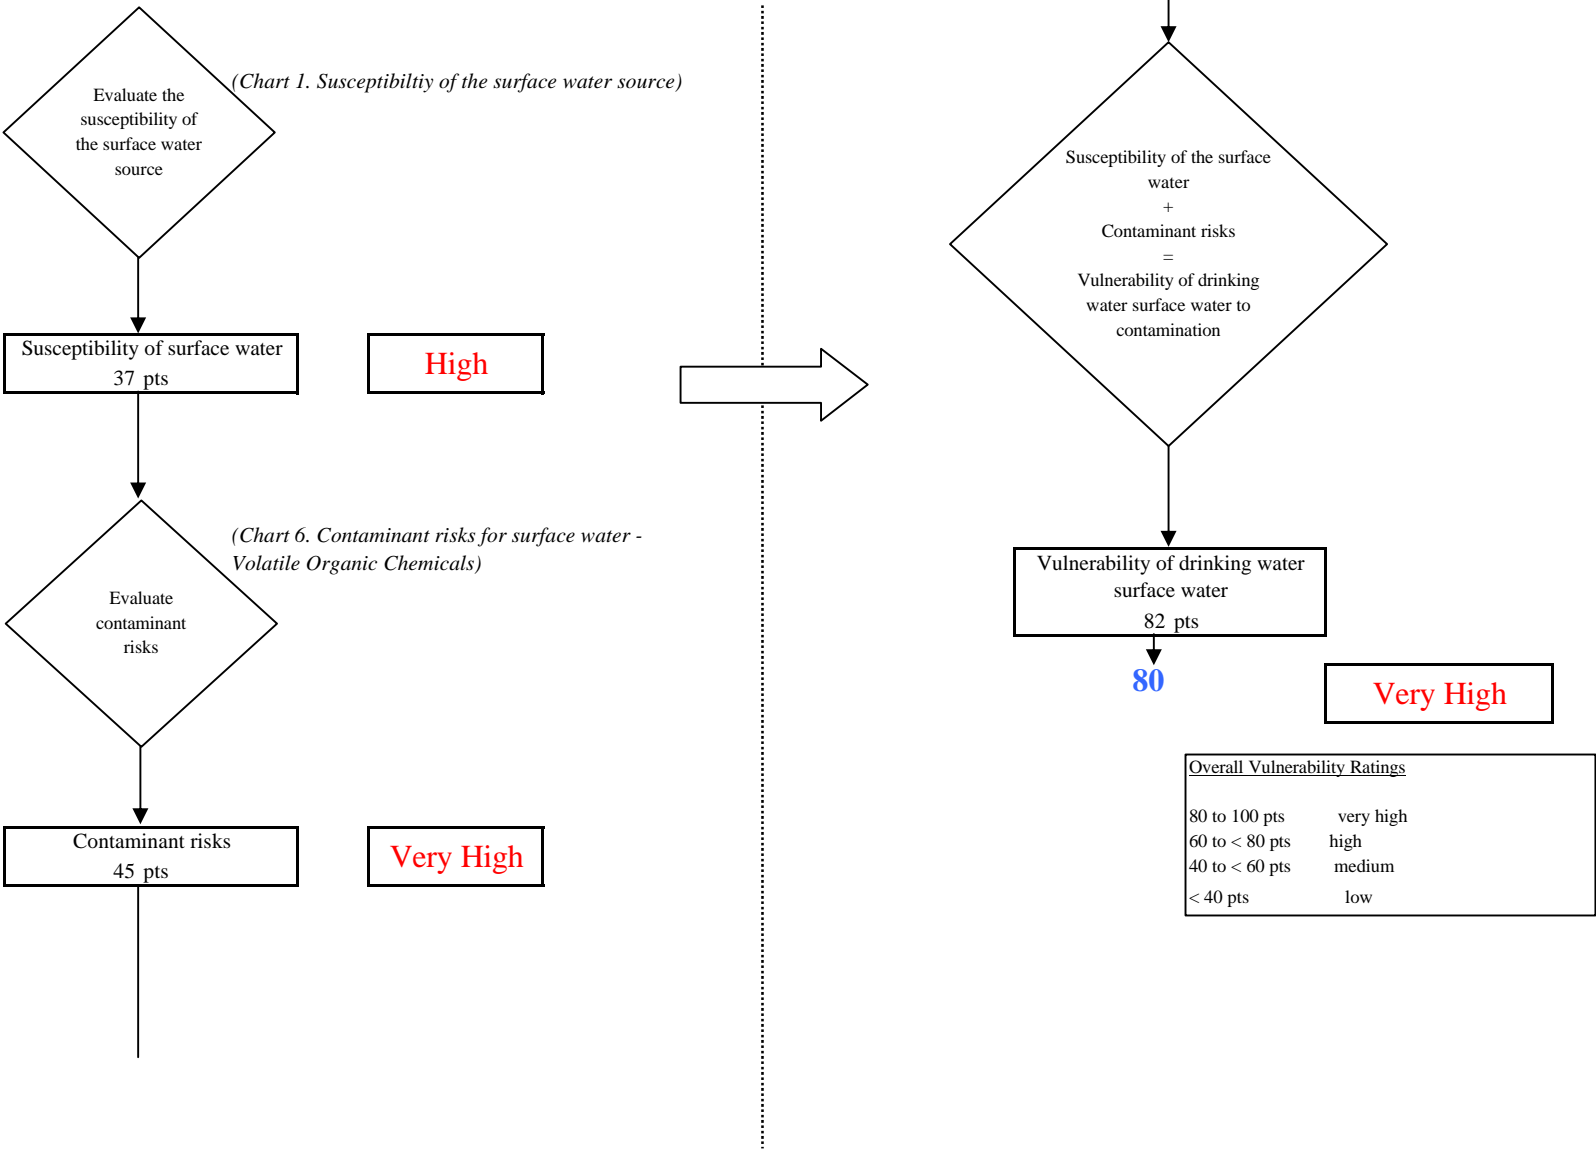 Evaluate the
susceptibility of
the surface water
source
(Chart 1. Susceptibiltiy of the surface water source)
Susceptibility of surface water
37 pts
High
(Chart 6. Contaminant risks for surface water -
Volatile Organic Chemicals)
Evaluate
contaminant
risks
Contaminant risks
45 pts
Very High
Susceptibility of the surface
water
+
Contaminant risks
=
Vulnerability of drinking
water surface water to
contamination
Vulnerability of drinking water
surface water
82 pts
80
Very High
Overall Vulnerability Ratings
80 to 100 pts very high
60 to < 80 pts high
40 to < 60 pts medium
< 40 pts low